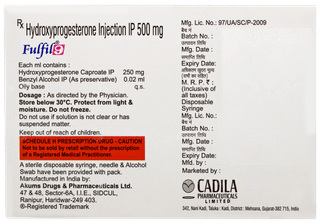 Rx Hydroxyprogesterone Injection IP 500 mg
Fulfil
Each ml contains :
Hydroxyprogesterone Caproate IP 250 mg
Benzyl Alcohol IP (As preservative) 0.02 ml
Oily base q.s.
Dosage : As directed by the Physician.
Store below 30°C. Protect from light &
moisture. Do not freeze.
Do not use if solution is not clear or has
suspended matter.
Keep out of reach of children.
SCHEDULE H PRESCRIPTION DRUG - CAUTION
Not to be sold by retail without the prescription
of a Registered Medical Practitioner.
A sterile disposable syringe, needle & Alcohol
Swab have been provided with pack.
Manufactured in India by:
Akums Drugs & Pharmaceuticals Ltd.
47 & 48, Sector-6A, I.I.E., SIDCUL,
Ranipur, Haridwar-249 403.
®-Registered Trademark
Mfg. Lic. No.: 97/UA/SC/P-2009
बैच नं
Batch No. :
उत्पादन तिथि
Mfg. Date:
Expiry Date:
M. R. P. ₹ :
(Inclusive of
all taxes)
Disposable
Syringe
Mfg. Lic. No. :
बैच नं
Batch No. :
उत्पादन तिथि
Mfg. Date:
Expiry Date:
Mfg. by :
Marketed by :
CADILA
PHARMACEUTICALS
LIMITED